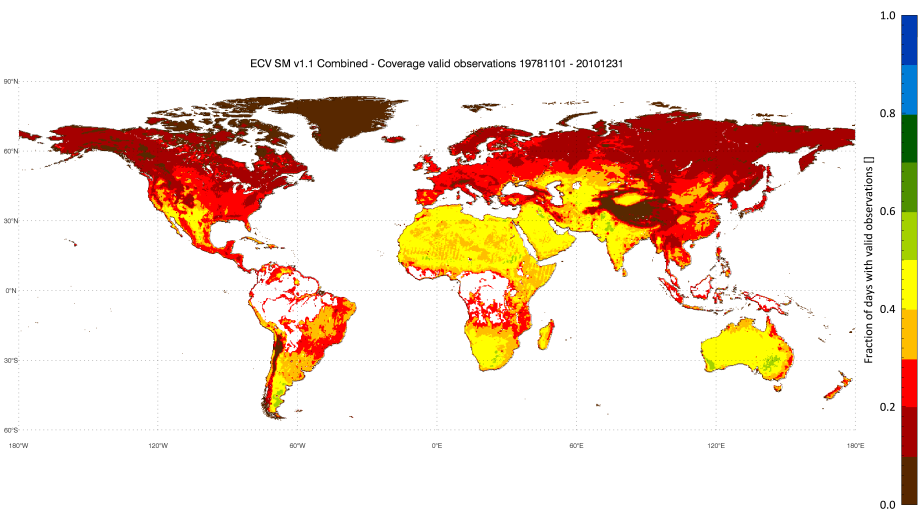 1.0
ECV SM v1.1 Combined - Coverage valid observations 19781101 - 20101231
90°N
0.8
60°N
Fraction of days with valid observations []
0.6
30°N
0°N
0.4
30°S
0.2
60°S
180°W 120°W 60°W 0°E 60°E 120°E 180°E
0.0